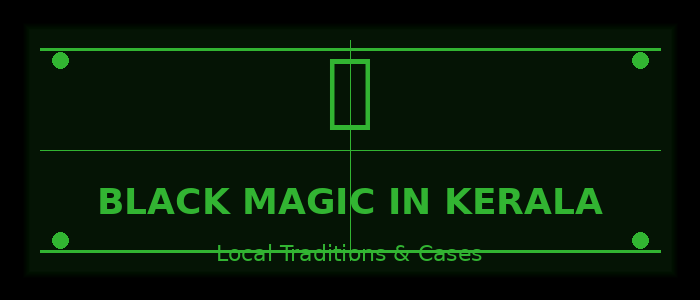 BLACK MAGIC IN KERALA
Local Traditions & Cases